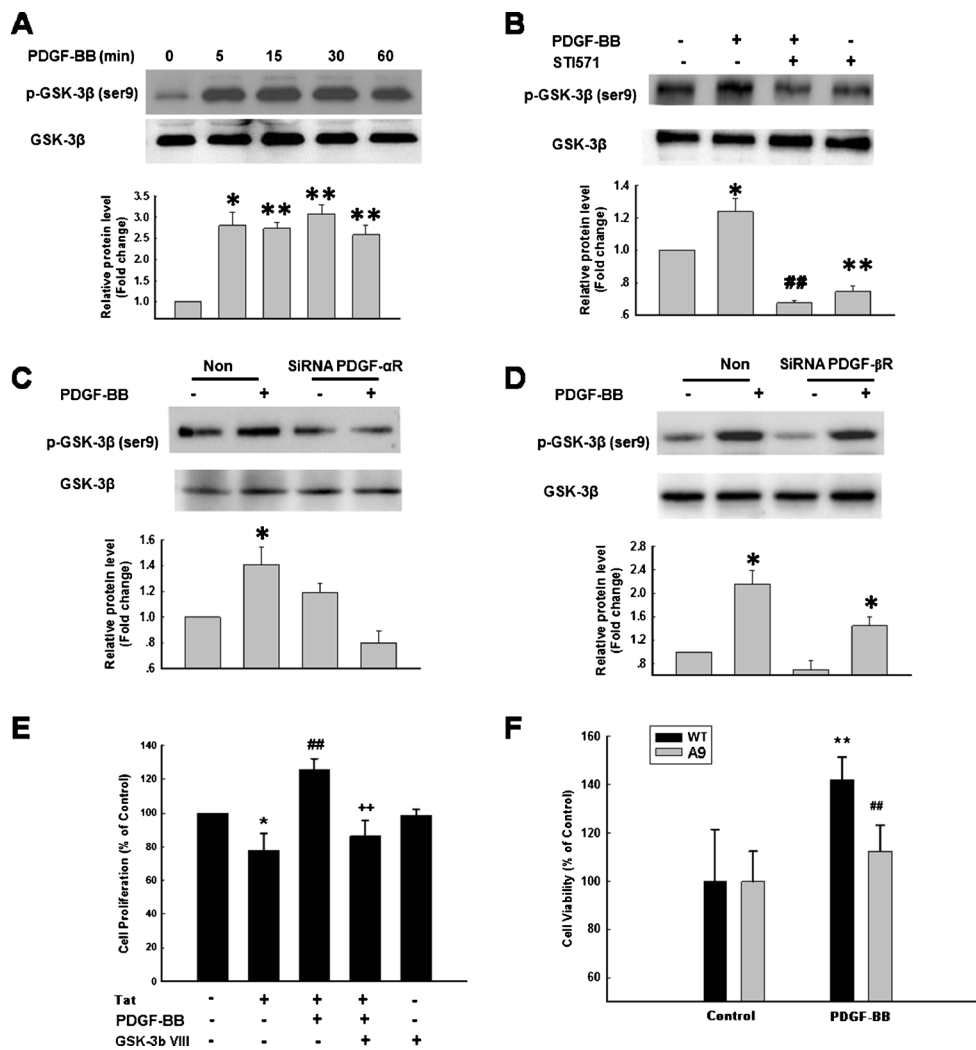 A
PDGF-BB (min) 0 5 15 30 60
p-GSK-3β (ser9)
GSK-3β
Relative protein level
(Fold change)
3.5
3.0
2.5
2.0
1.5
1.0
* ** ** **
B
PDGF-BB - + + -
STI571 - - + +
p-GSK-3β (ser9)
GSK-3β
Relative protein level
(Fold change)
1.4
1.2
1.0
.8
.6
* ## **
C
Non SiRNA PDGF-αR
PDGF-BB - + - +
p-GSK-3β (ser9)
GSK-3β
Relative protein level
(Fold change)
1.6
1.4
1.2
1.0
.8
.6
*
D
Non SiRNA PDGF-βR
PDGF-BB - + - +
p-GSK-3β (ser9)
GSK-3β
Relative protein level
(Fold change)
2.8
2.2
1.6
1.0
.8
* *
E
Cell Proliferation (% of Control)
140
120
100
80
60
40
20
0
* ## ++
Tat - + + + -
PDGF-BB - - + + -
GSK-3b VIII - - - + +
F
WT
A9
Cell Viability (% of Control)
160
140
120
100
80
60
** ##
Control PDGF-BB